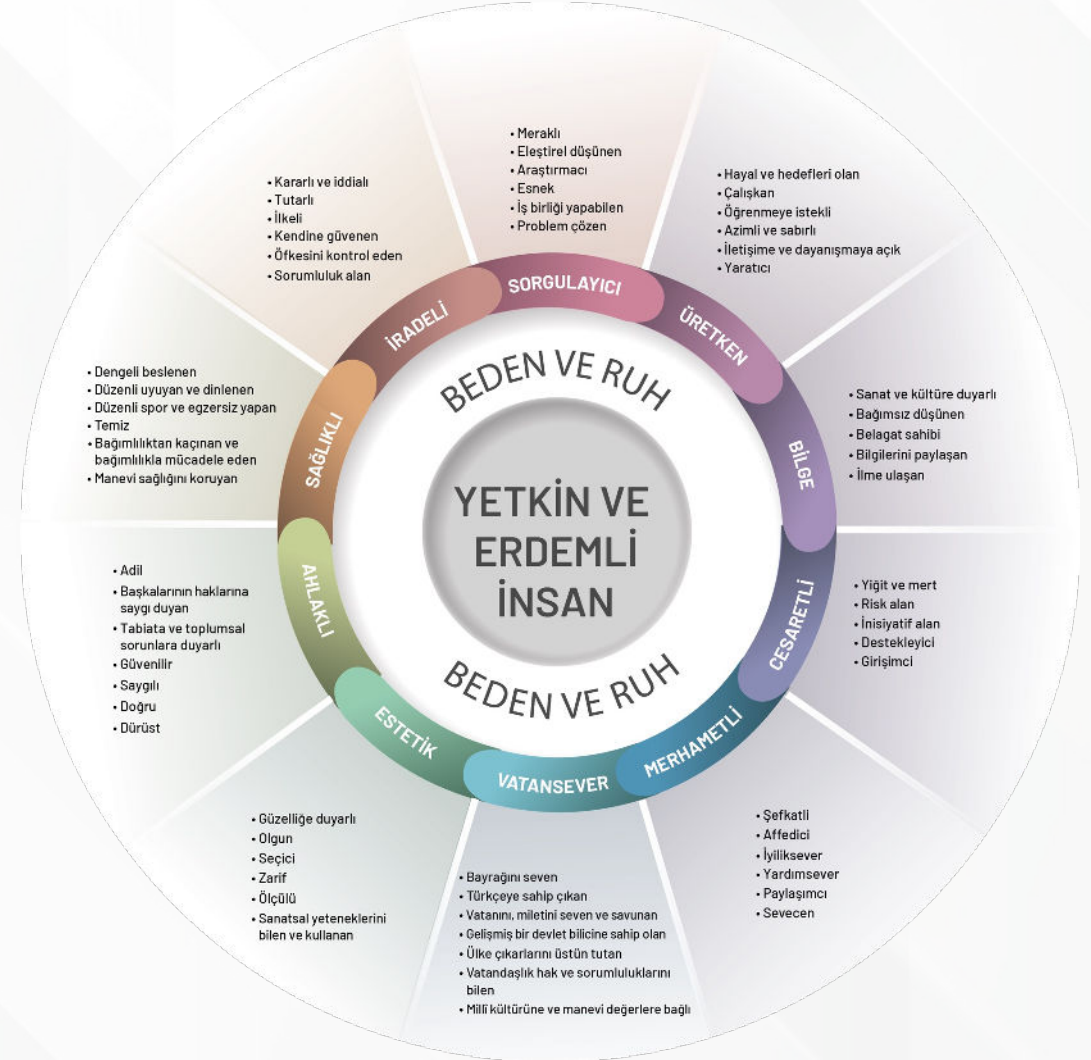 • Meraklı
• Eleştirel düşünen
• Araştırmacı
• Esnek
• İş birliği yapabilen
• Problem çözen
• Hayal ve hedefleri olan
• Çalışkan
• Öğrenmeye istekli
• Azimli ve sabırlı
• İletişime ve dayanışmaya açık
• Yaratıcı
• Sanat ve kültüre duyarlı
• Bağımsız düşünen
• Belagat sahibi
• Bilgilerini paylaşan
• İlme ulaşan
• Yiğit ve mert
• Risk alan
• İnisiyatif alan
• Destekleyici
• Girişimci
• Şefkatli
• Affedici
• İyiliksever
• Yardımsever
• Paylaşımcı
• Sevecen
• Bayrağını seven
• Türkçeye sahip çıkan
• Vatanını, miletini seven ve savunan
• Gelişmiş bir devlet bilicine sahip olan
• Ülke çıkarlarını üstün tutan
• Vatandaşlık hak ve sorumluluklarını
bilen
• Millî kültürüne ve manevi değerlere bağlı
• Güzelliğe duyarlı
• Olgun
• Seçici
• Zarif
• Ölçülü
• Sanatsal yeteneklerini
bilen ve kullanan
• Adil
• Başkalarının haklarına
saygı duyan
• Tabiata ve toplumsal
sorunlara duyarlı
• Güvenilir
• Saygılı
• Doğru
• Dürüst
• Dengeli beslenen
• Düzenli uyuyan ve dinlenen
• Düzenli spor ve egzersiz yapan
• Temiz
• Bağımlılıktan kaçınan ve
bağımlılıkla mücadele eden
• Manevi sağlığını koruyan
• Kararlı ve iddialı
• Tutarlı
• İlkeli
• Kendine güvenen
• Öfkesini kontrol eden
• Sorumluluk alan
SORGULAYICI
ÜRETKEN
BİLGE
CESARETLİ
MERHAMETLİ
VATANSEVER
ESTETİK
AHLAKLI
SAĞLIKLI
İRADELİ
BEDEN VE RUH
YETKİN VE
ERDEMLİ
İNSAN
BEDEN VE RUH